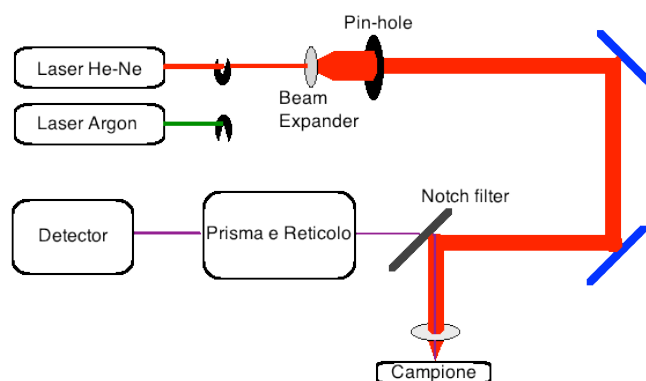 Pin-hole
Laser He-Ne
Beam
Expander
Laser Argon
Notch filter
Detector
Prisma e Reticolo
Campione